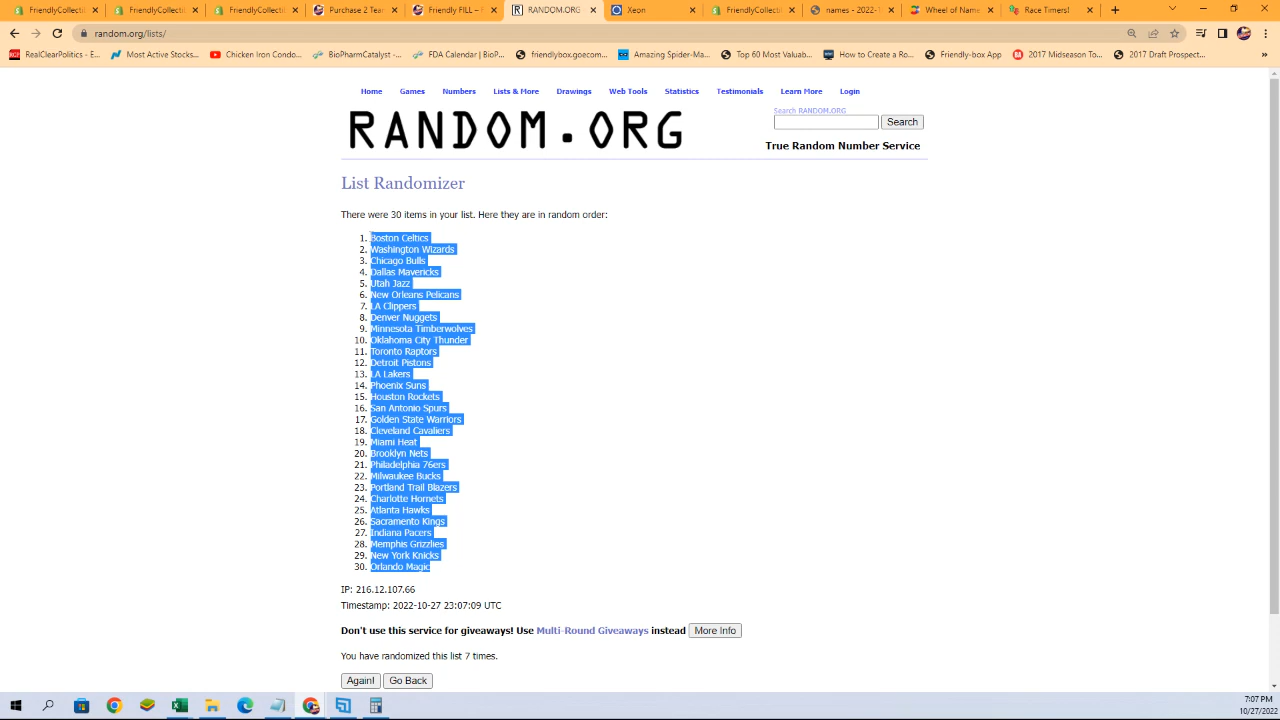 FriendlyCollecti
FriendlyCollecti
FriendlyCollecti
Purchase 2 Team
Friendly FILL – F
RANDOM.ORG
Xeon
FriendlyCollecti
names - 2022-1
Wheel of Name
Race Timers!
random.org/lists/
RealClearPolitics - E...
Most Active Stocks...
Chicken Iron Condo...
BioPharmCatalyst -...
FDA Calendar | BioP...
friendlybox.goecom...
Amazing Spider-Ma...
Top 60 Most Valuab...
How to Create a Ro...
Friendly-box App
2017 Midseason To...
2017 Draft Prospect...
Home Games Numbers Lists & More Drawings Web Tools Statistics Testimonials Learn More Login
RANDOM.ORG
Search RANDOM.ORG
Search
True Random Number Service
List Randomizer
There were 30 items in your list. Here they are in random order:
1. Boston Celtics
2. Washington Wizards
3. Chicago Bulls
4. Dallas Mavericks
5. Utah Jazz
6. New Orleans Pelicans
7. LA Clippers
8. Denver Nuggets
9. Minnesota Timberwolves
10. Oklahoma City Thunder
11. Toronto Raptors
12. Detroit Pistons
13. LA Lakers
14. Phoenix Suns
15. Houston Rockets
16. San Antonio Spurs
17. Golden State Warriors
18. Cleveland Cavaliers
19. Miami Heat
20. Brooklyn Nets
21. Philadelphia 76ers
22. Milwaukee Bucks
23. Portland Trail Blazers
24. Charlotte Hornets
25. Atlanta Hawks
26. Sacramento Kings
27. Indiana Pacers
28. Memphis Grizzlies
29. New York Knicks
30. Orlando Magic
IP: 216.12.107.66
Timestamp: 2022-10-27 23:07:09 UTC
Don't use this service for giveaways! Use Multi-Round Giveaways instead More Info
You have randomized this list 7 times.
Again! Go Back
7:07 PM
10/27/2022